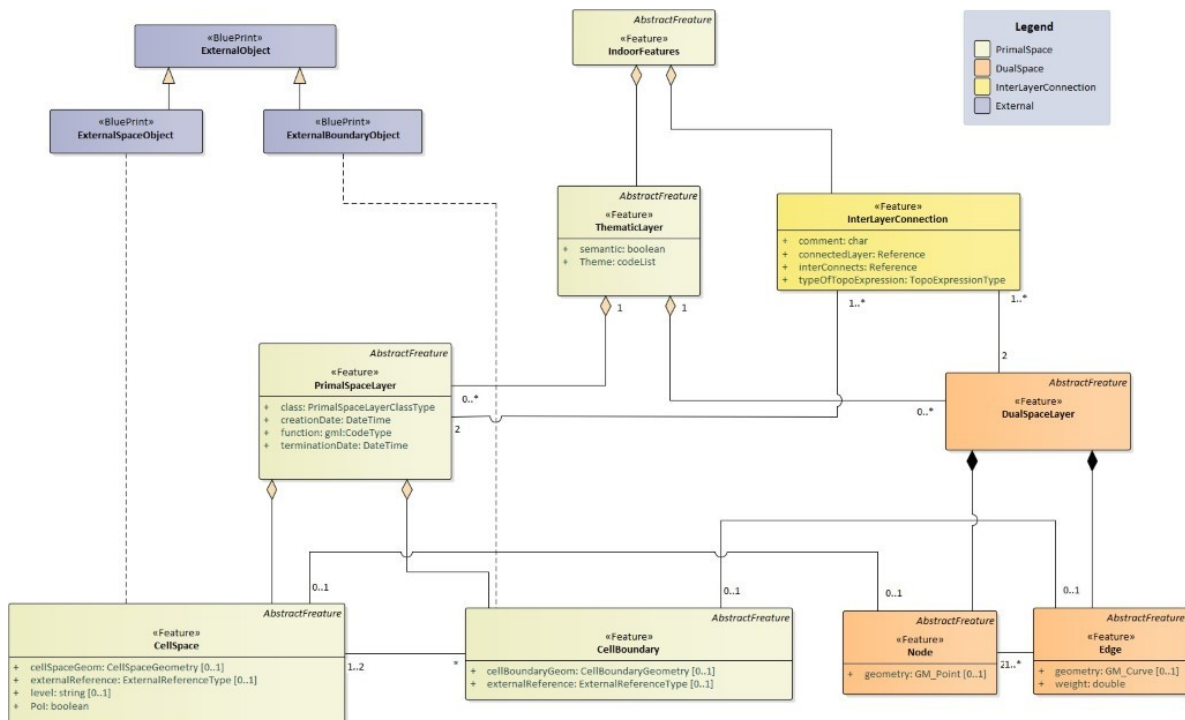 AbstractFreature
«Feature»
IndoorFeatures
Legend
PrimalSpace
DualSpace
InterLayerConnection
External
«BluePrint»
ExternalObject
«BluePrint»
ExternalSpaceObject
«BluePrint»
ExternalBoundaryObject
AbstractFreature
«Feature»
ThematicLayer
+ semantic: boolean
+ Theme: codeList
1
1
AbstractFreature
«Feature»
InterLayerConnection
+ comment: char
+ connectedLayer: Reference
+ interConnects: Reference
+ typeOfTopoExpression: TopoExpressionType
1..*
1..*
AbstractFreature
«Feature»
PrimalSpaceLayer
+ class: PrimalSpaceLayerClassType
+ creationDate: DateTime
+ function: gml:CodeType
+ terminationDate: DateTime
0..*
2
2
0..*
AbstractFreature
«Feature»
DualSpaceLayer
0..1
0..1
0..1
0..1
AbstractFreature
«Feature»
CellSpace
+ cellSpaceGeom: CellSpaceGeometry [0..1]
+ externalReference: ExternalReferenceType [0..1]
+ level: string [0..1]
+ PoI: boolean
1..2
*
AbstractFreature
«Feature»
CellBoundary
+ cellBoundaryGeom: CellBoundaryGeometry [0..1]
+ externalReference: ExternalReferenceType [0..1]
AbstractFreature
«Feature»
Node
+ geometry: GM_Point [0..1]
2
1..*
AbstractFreature
«Feature»
Edge
+ geometry: GM_Curve [0..1]
+ weight: double